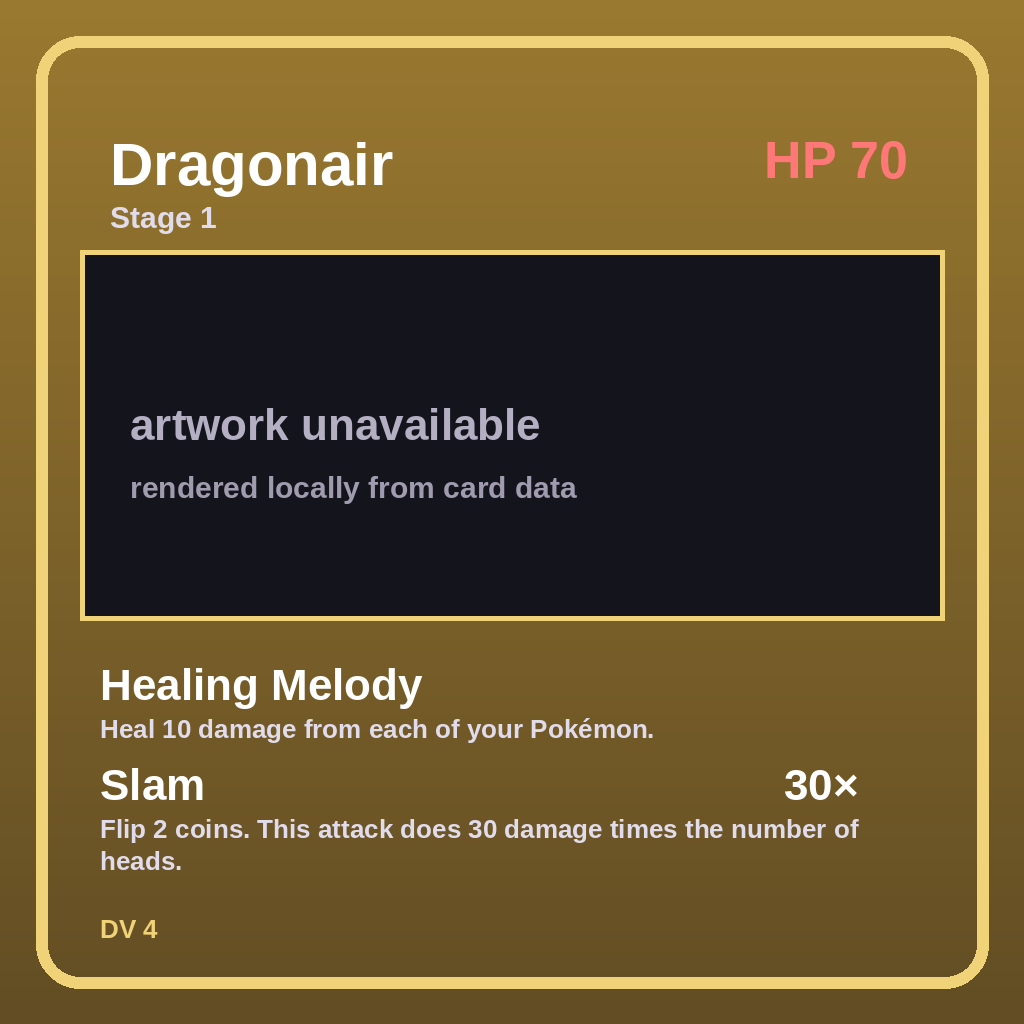 Dragonair
HP 70
Stage 1
artwork unavailable
rendered locally from card data
Healing Melody
Heal 10 damage from each of your Pokémon.
Slam
30×
Flip 2 coins. This attack does 30 damage times the number of
heads.
DV 4